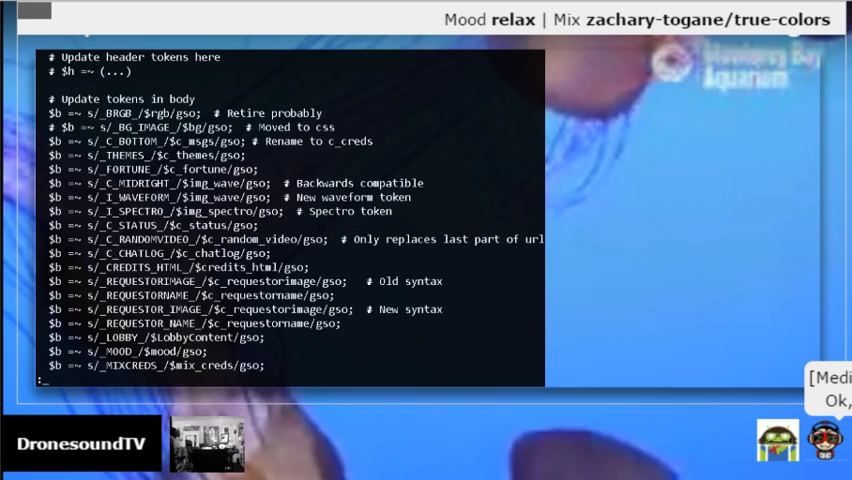 Mood relax | Mix zachary-togane/true-colors
Monterey Bay
Aquarium
# Update header tokens here
# $h =~ (...)
# Update tokens in body
$b =~ s/_BRGB_/$rgb/gso;  # Retire probably
# $b =~ s/_BG_IMAGE_/$bg/gso;  # Moved to css
$b =~ s/_C_BOTTOM_/$c_msgs/gso; # Rename to c_creds
$b =~ s/_THEMES_/$c_themes/gso;
$b =~ s/_FORTUNE_/$c_fortune/gso;
$b =~ s/_C_MIDRIGHT_/$img_wave/gso;  # Backwards compatible
$b =~ s/_I_WAVEFORM_/$img_wave/gso;  # New waveform token
$b =~ s/_I_SPECTRO_/$img_spectro/gso;  # Spectro token
$b =~ s/_C_STATUS_/$c_status/gso;
$b =~ s/_C_RANDOMVIDEO_/$c_random_video/gso;  # Only replaces last part of url
$b =~ s/_C_CHATLOG_/$c_chatlog/gso;
$b =~ s/_CREDITS_HTML_/$credits_html/gso;
$b =~ s/_REQUESTORIMAGE_/$c_requestorimage/gso;   # Old syntax
$b =~ s/_REQUESTORNAME_/$c_requestorname/gso;
$b =~ s/_REQUESTOR_IMAGE_/$c_requestorimage/gso;  # New syntax
$b =~ s/_REQUESTOR_NAME_/$c_requestorname/gso;
$b =~ s/_LOBBY_/$LobbyContent/gso;
$b =~ s/_MOOD_/$mood/gso;
$b =~ s/_MIXCREDS_/$mix_creds/gso;
:_
[Medi
Ok,
DronesoundTV